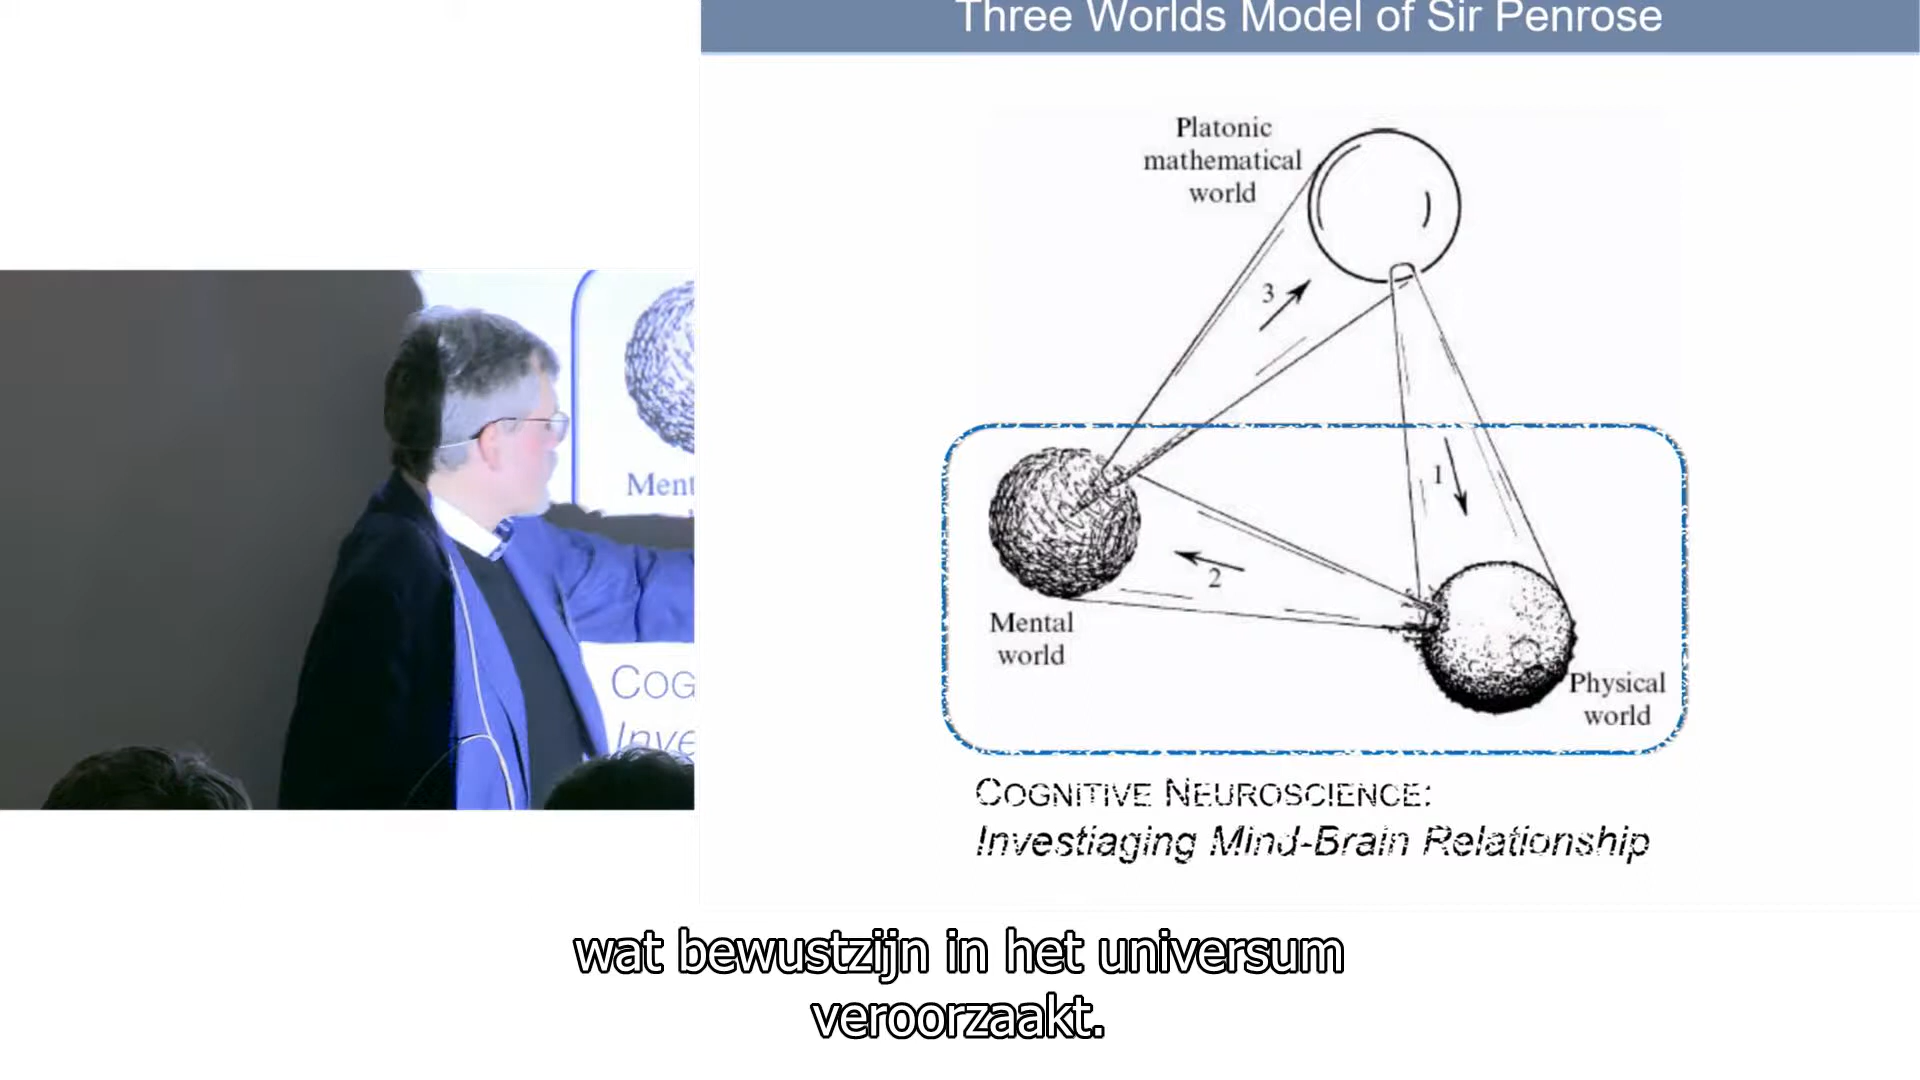 Three Worlds Model of Sir Penrose
Platonic
mathematical
world
3
1
2
Mental
world
Physical
world
COGNITIVE NEUROSCIENCE:
Investiaging Mind-Brain Relationship
Ment
COG
Inve
wat bewustzijn in het universum
veroorzaakt.